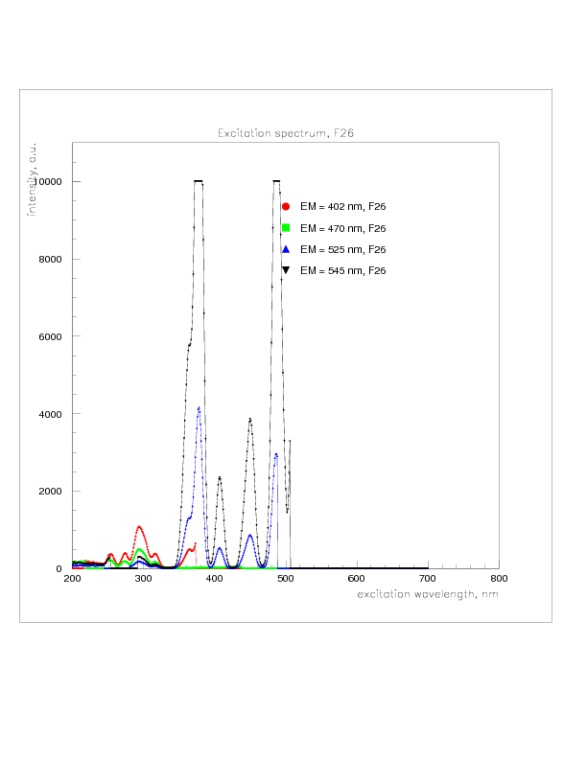 Excitation spectrum, F26
intensity, a.u.
10000
8000
6000
4000
2000
0
EM = 402 nm, F26
EM = 470 nm, F26
EM = 525 nm, F26
EM = 545 nm, F26
200 300 400 500 600 700 800
excitation wavelength, nm